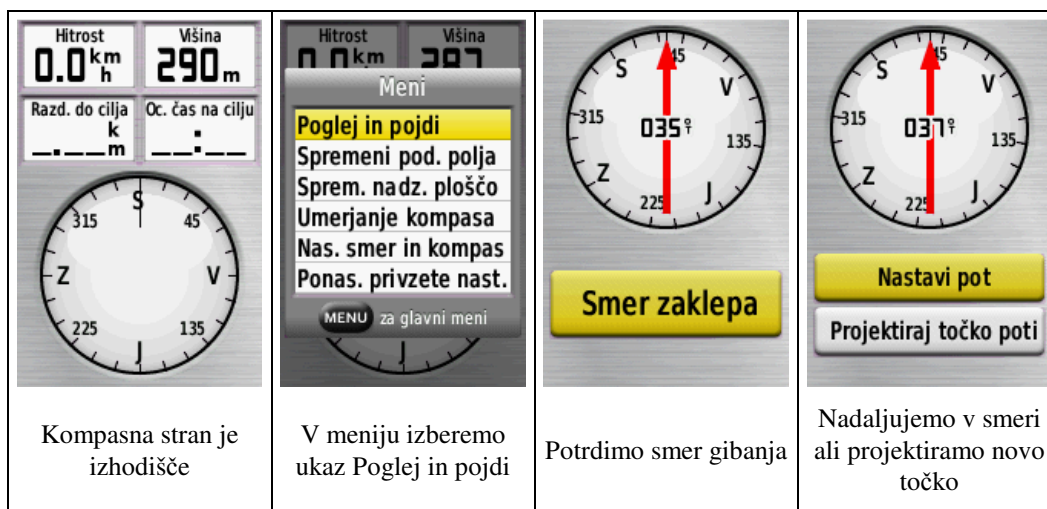 Hitrost
0.0 km h
Višina
290 m
Razd. do cilja
_._ _ k m
Oc. čas na cilju
_ _:_ _
S
315
45
Z
V
225
135
J
Kompasna stran je
izhodišče
Hitrost
Višina
Meni
Poglej in pojdi
Spremeni pod. polja
Sprem. nadz. ploščo
Umerjanje kompasa
Nas. smer in kompas
Ponas. privzete nast.
MENU za glavni meni
J
V meniju izberemo
ukaz Poglej in pojdi
45
S
V
315
035°T
135
Z
225
J
Smer zaklepa
Potrdimo smer gibanja
45
S
V
315
037°T
135
Z
225
J
Nastavi pot
Projektiraj točko poti
Nadaljujemo v smeri
ali projektiramo novo
točko